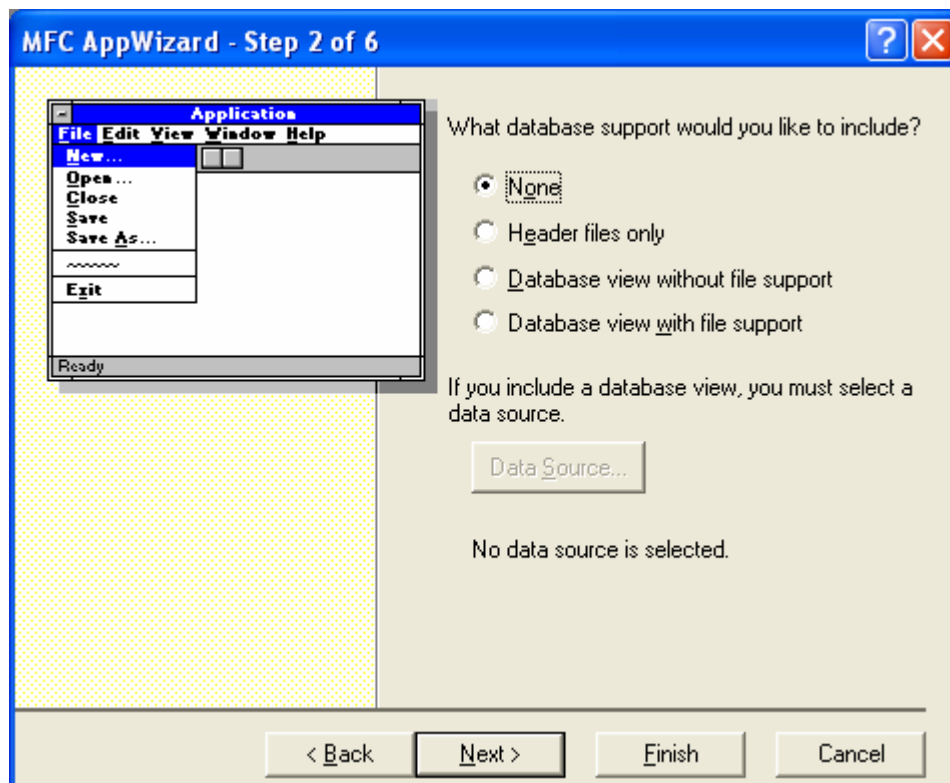 MFC AppWizard - Step 2 of 6
Application
File Edit View Window Help
New...
Open...
Close
Save
Save As...
Exit
Ready
What database support would you like to include?
None
Header files only
Database view without file support
Database view with file support
If you include a database view, you must select a
data source.
Data Source...
No data source is selected.
< Back Next > Finish Cancel